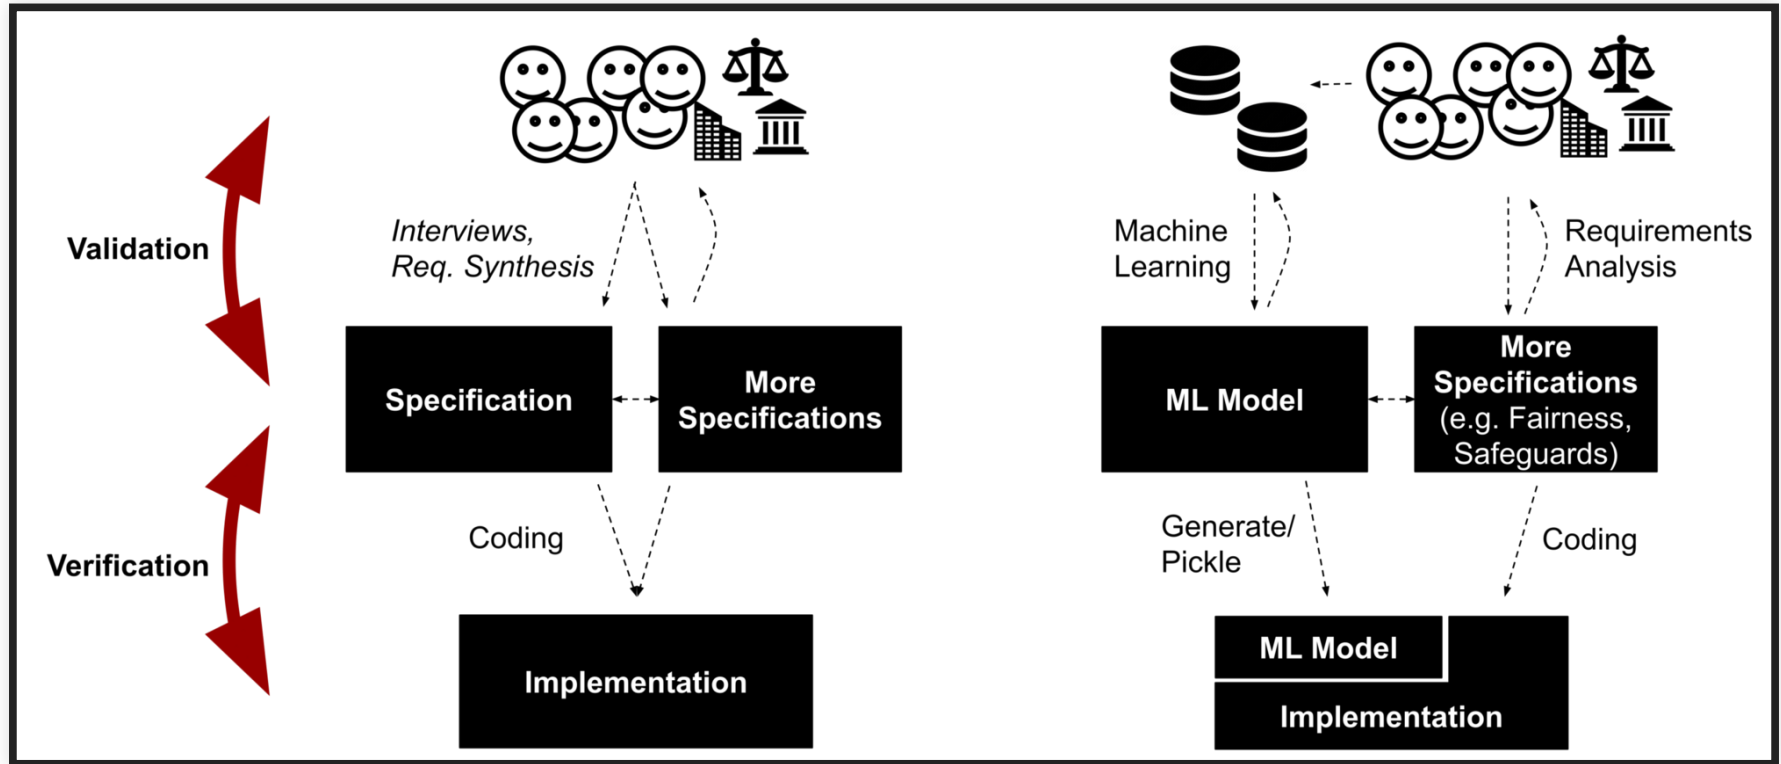 Validation
Interviews,
Req. Synthesis
Machine
Learning
Requirements
Analysis
Specification
More
Specifications
ML Model
More
Specifications
(e.g. Fairness,
Safeguards)
Verification
Coding
Generate/
Pickle
Coding
Implementation
ML Model
Implementation